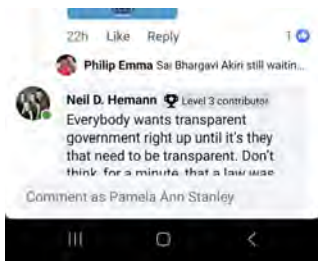 22h Like Reply 1
Philip Emma Sai Bhargavi Akiri still waitin...
Neil D. Hemann Level 3 contributor
Everybody wants transparent
government right up until it's they
that need to be transparent. Don't
think, for a minute, that a law was
Comment as Pamela Ann Stanley